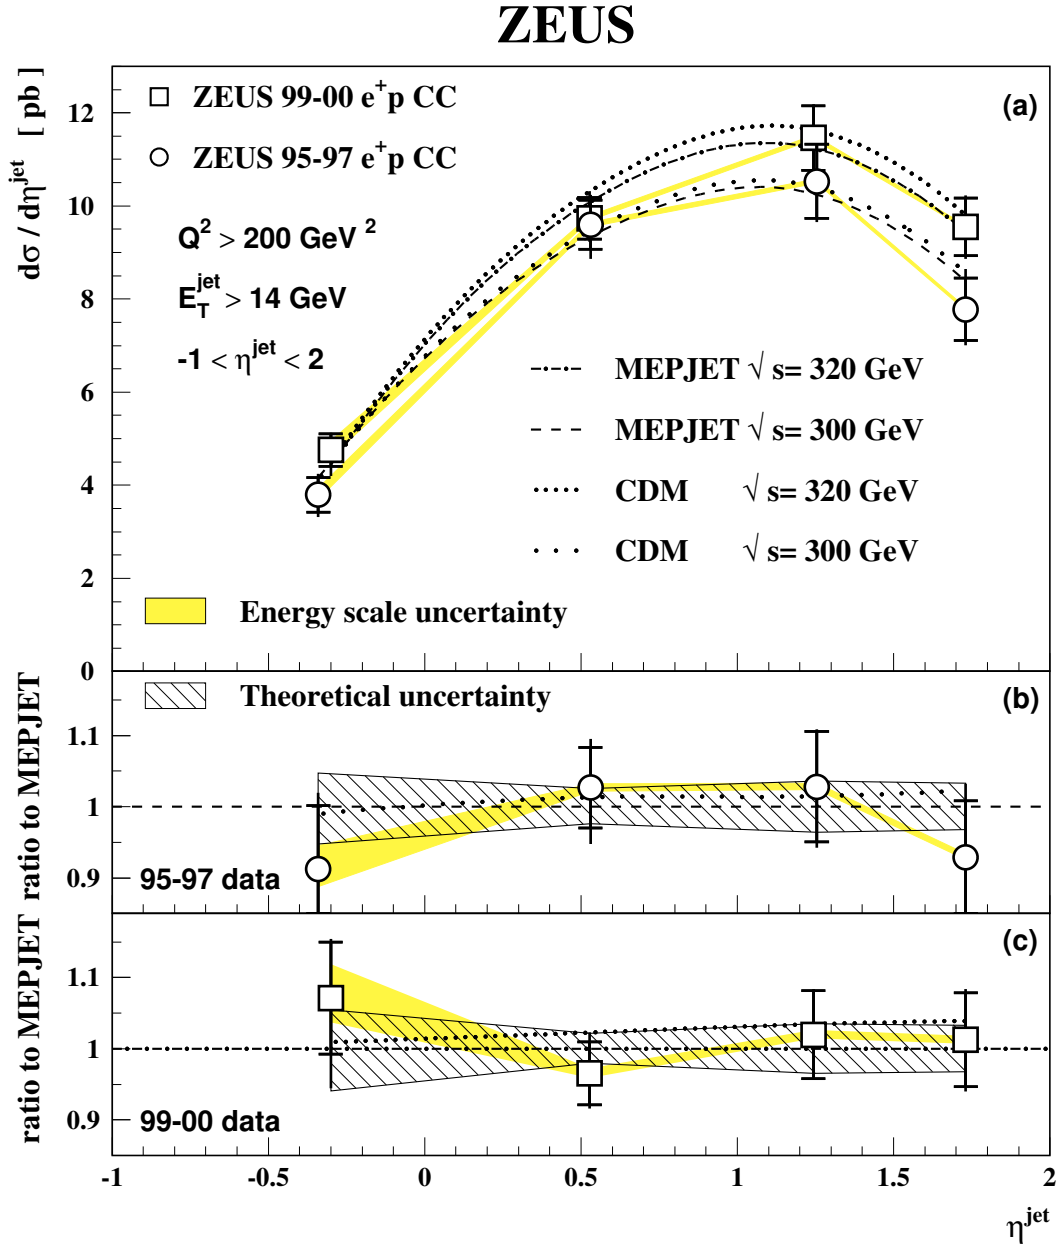 ZEUS
dσ / dη^jet [ pb ]
(a)
ZEUS 99-00 e^+p CC
ZEUS 95-97 e^+p CC
Q^2 > 200 GeV ^2
E_T^jet > 14 GeV
-1 < η^jet < 2
MEPJET √ s= 320 GeV
MEPJET √ s= 300 GeV
CDM √ s= 320 GeV
CDM √ s= 300 GeV
Energy scale uncertainty
12
10
8
6
4
2
0
ratio to MEPJET
Theoretical uncertainty
(b)
1.1
1
0.9
95-97 data
ratio to MEPJET
(c)
1.1
1
0.9
99-00 data
-1 -0.5 0 0.5 1 1.5 2
η^jet